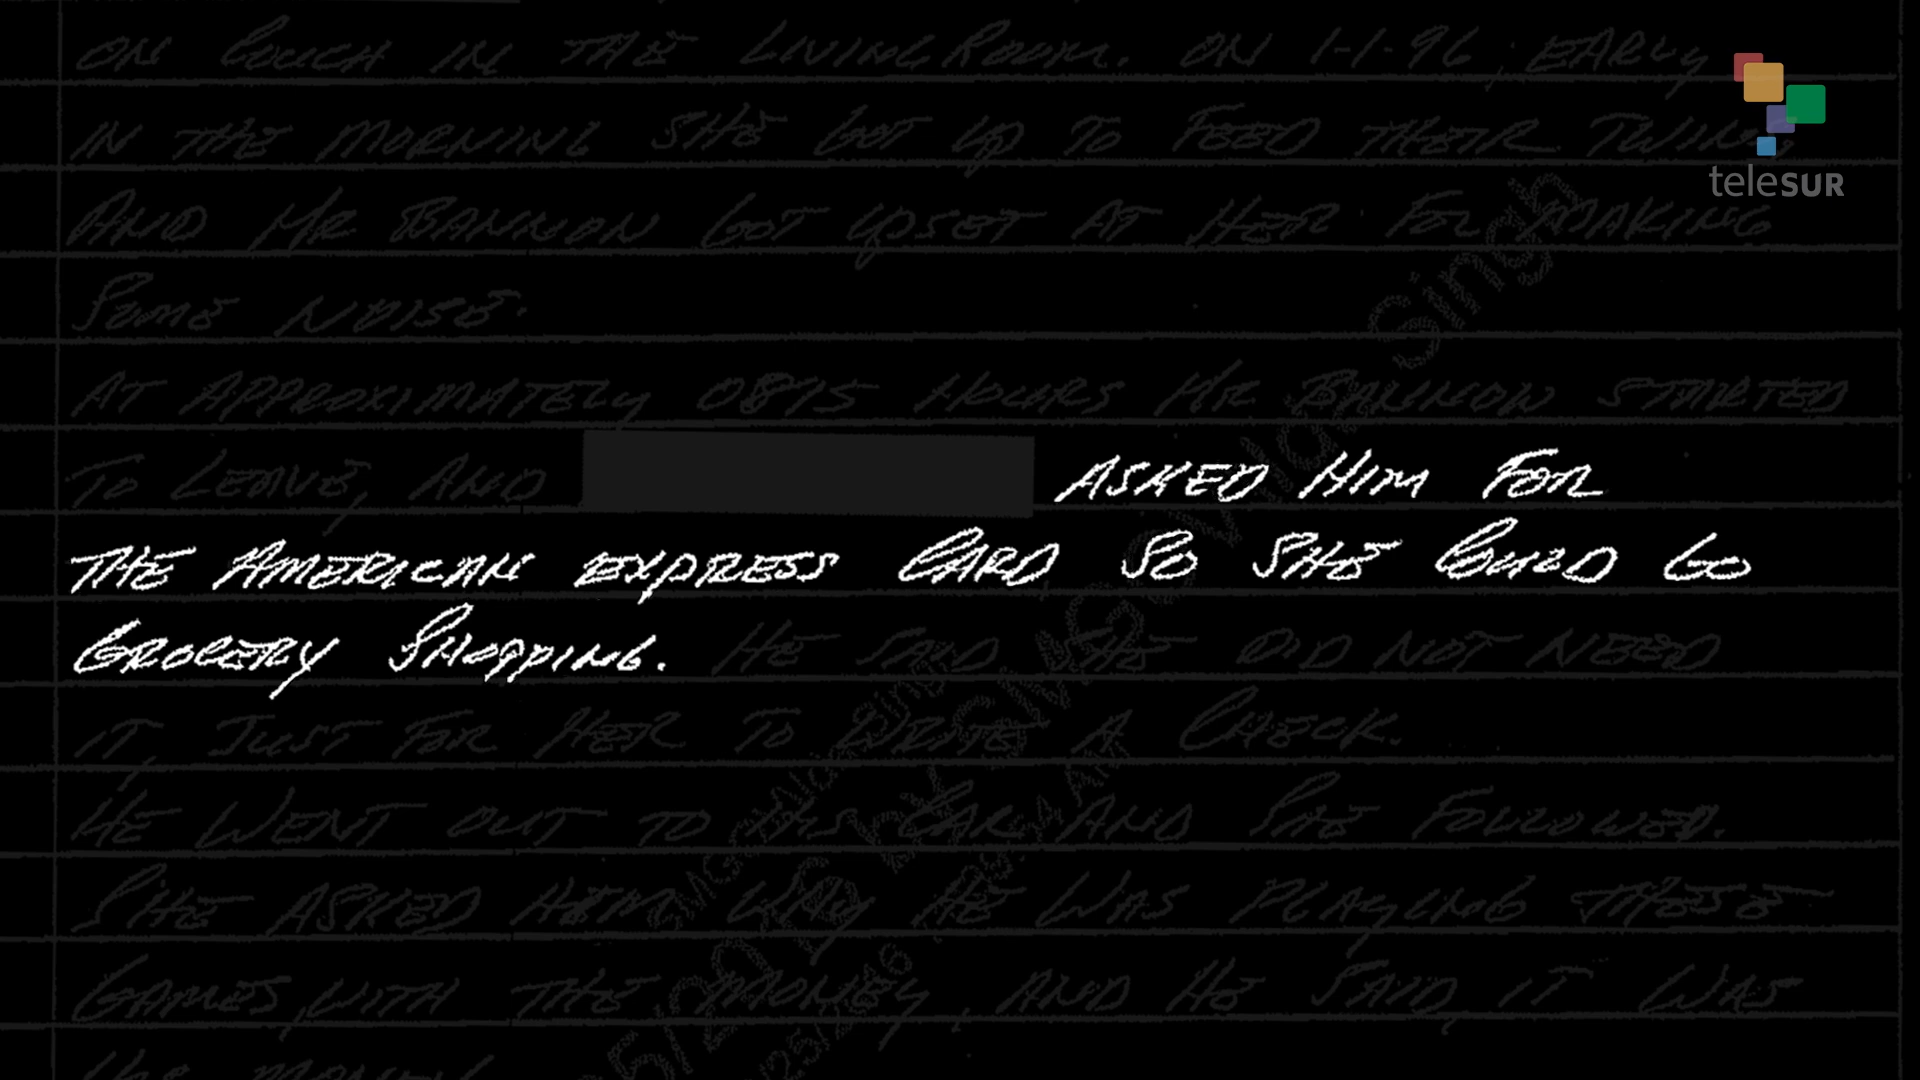 ON COUCH IN THE LIVING ROOM. ON 1-1-96, EARLY
IN THE MORNING SHE GOT UP TO FEED THEIR TWINS
AND MR BANNON GOT UPSET AT HER FOR MAKING
SOME NOISE.
AT APPROXIMATELY 0815 HOURS MR BANNON STARTED
TO LEAVE, AND ASKED HIM FOR
THE AMERICAN EXPRESS CARD SO SHE COULD GO
GROCERY SHOPPING. HE SAID SHE DID NOT NEED
IT, JUST FOR HER TO WRITE A CHECK.
HE WENT OUT TO HIS CAR AND SHE FOLLOWED.
SHE ASKED HIM WHY HE WAS PLAYING THESE
GAMES, WITH THE MONEY, AND HE SAID, IT WAS
HIS MONEY
teleSUR